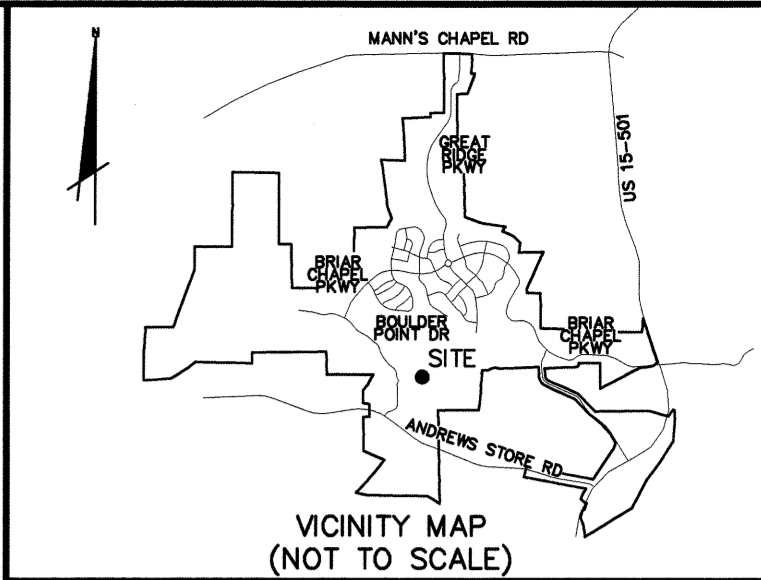 N
MANN'S CHAPEL RD
GREAT
RIDGE
PKWY
US 15-501
BRIAR
CHAPEL
PKWY
BOULDER
POINT DR
BRIAR
CHAPEL
PKWY
SITE
ANDREWS STORE RD
VICINITY MAP
(NOT TO SCALE)